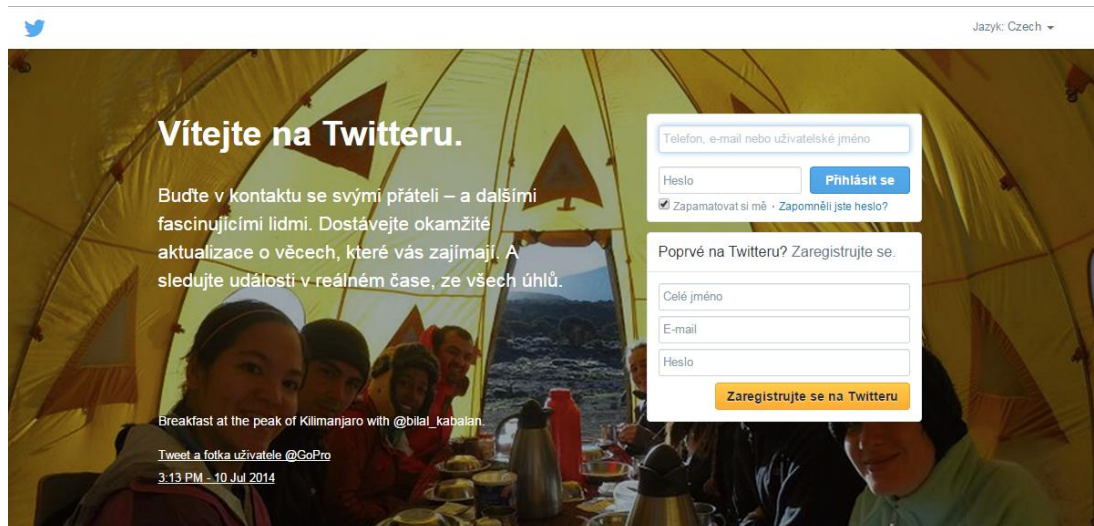 Jazyk: Czech
Vítejte na Twitteru.
Buďte v kontaktu se svými přáteli – a dalšími
fascinujícími lidmi. Dostávejte okamžité
aktualizace o věcech, které vás zajímají. A
sledujte události v reálném čase, ze všech úhlů.
Breakfast at the peak of Kilimanjaro with @bilal_kabalan.
Tweet a fotka uživatele @GoPro
3:13 PM - 10 Jul 2014
Telefon, e-mail nebo uživatelské jméno
Heslo
Přihlásit se
Zapamatovat si mě · Zapomněli jste heslo?
Poprvé na Twitteru? Zaregistrujte se.
Celé jméno
E-mail
Heslo
Zaregistrujte se na Twitteru